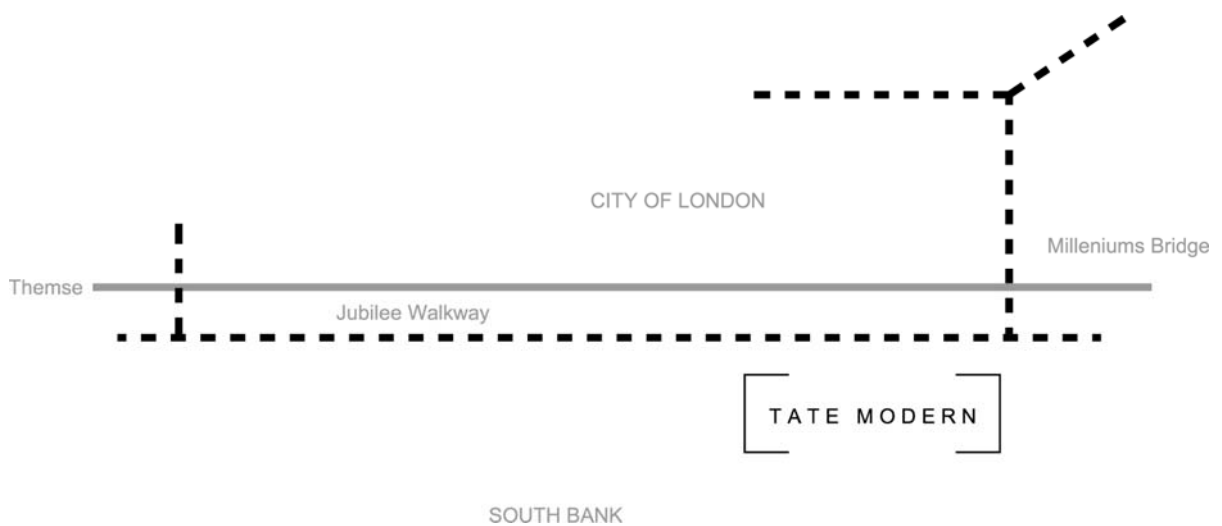 CITY OF LONDON
Milleniums Bridge
Themse
Jubilee Walkway
TATE MODERN
SOUTH BANK